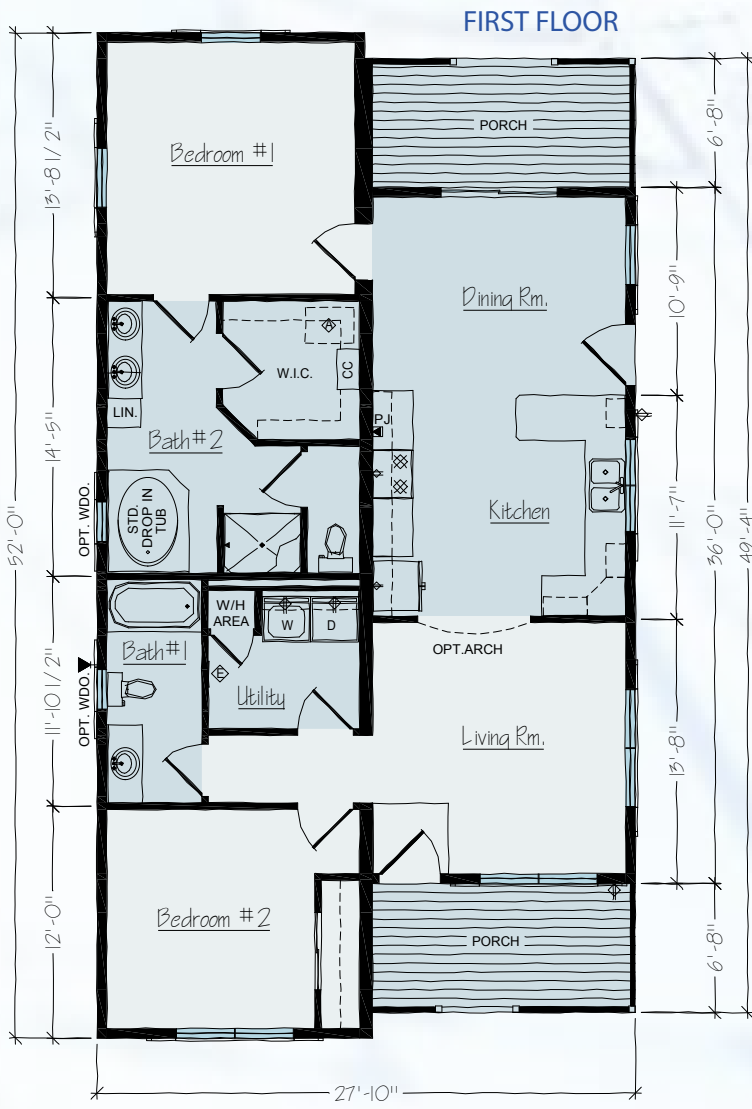 FIRST FLOOR
PORCH
6'-8"
13'-8 1/2"
Bedroom #1
Dining Rm.
10'-9"
W.I.C.
A
CC
LIN.
PJ
Bath#2
14'-5"
OPT. WDO.
STD.
DROP IN
TUB
Kitchen
11'-7"
52'-0"
36'-0"
49'-4"
W/H
AREA
W
D
Bath#1
OPT.ARCH
E
Utility
OPT. WDO.
11'-10 1/2"
Living Rm.
13'-8"
Bedroom #2
12'-0"
PORCH
6'-8"
27'-10"